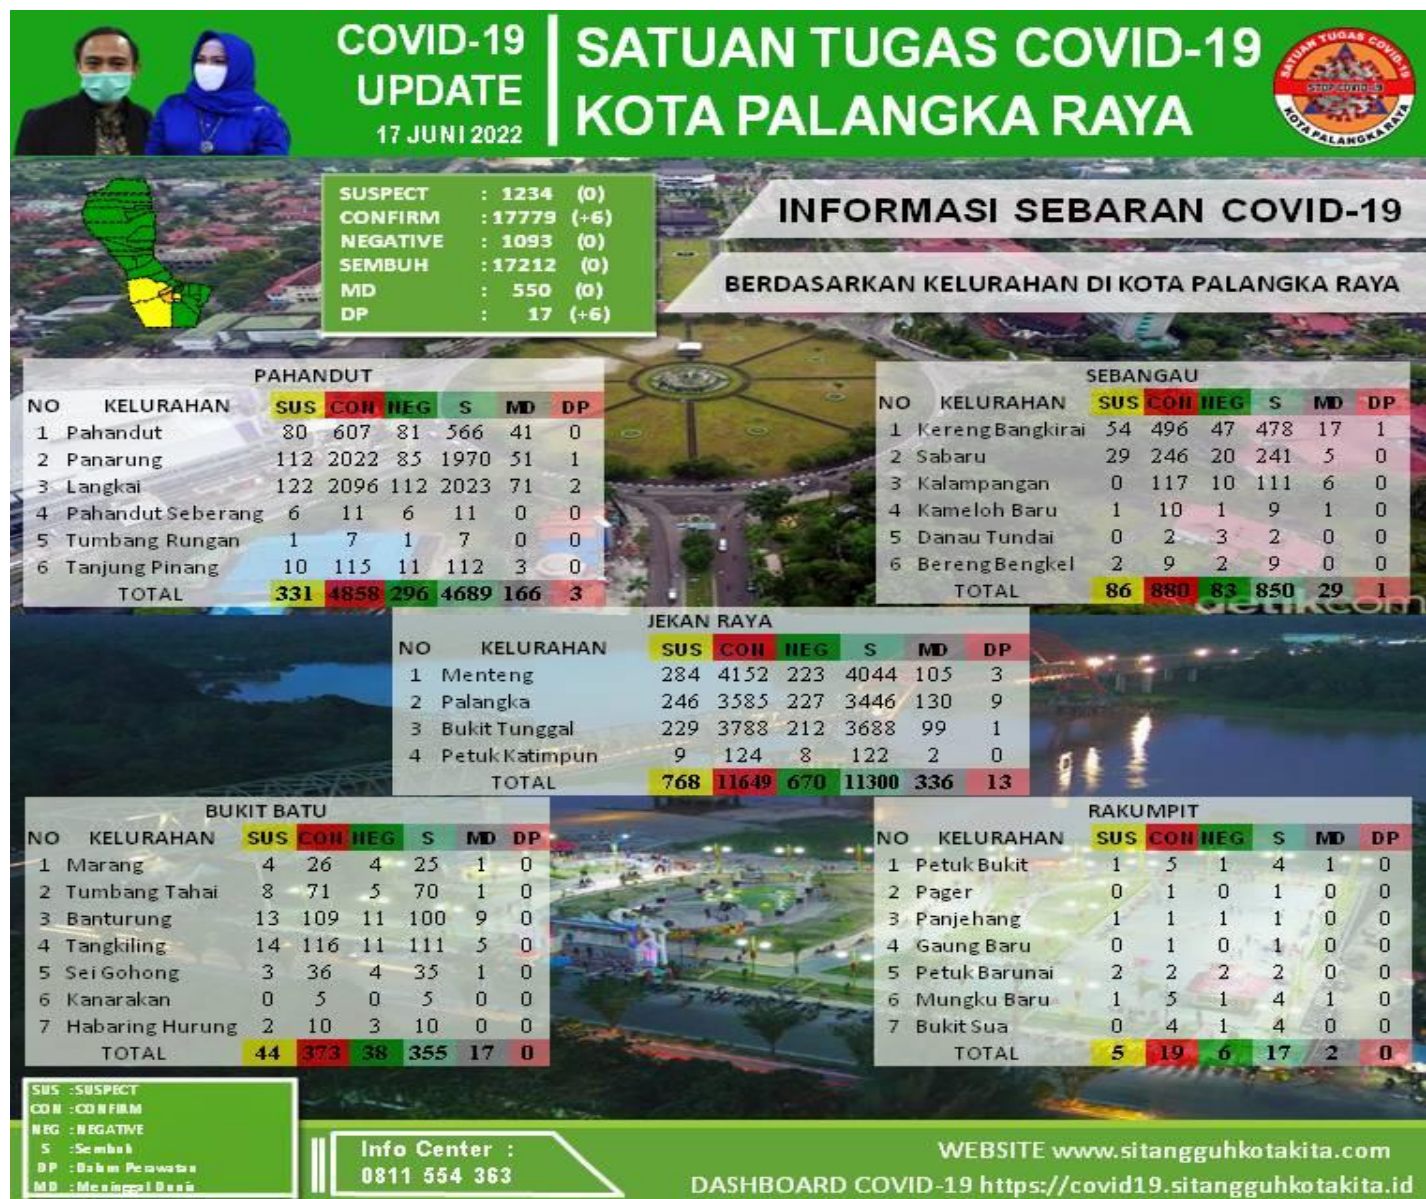 COVID-19
UPDATE
17 JUNI 2022
SATUAN TUGAS COVID-19
KOTA PALANGKA RAYA
SATUAN TUGAS COVID-19
STOP COVID-19
KOTA PALANGKARAYA
SUSPECT : 1234 (0)
CONFIRM : 17779 (+6)
NEGATIVE : 1093 (0)
SEMBUH : 17212 (0)
MD : 550 (0)
DP : 17 (+6)
INFORMASI SEBARAN COVID-19
BERDASARKAN KELURAHAN DI KOTA PALANGKA RAYA
PAHANDUT
NO KELURAHAN SUS CON NEG S MD DP
1 Pahandut 80 607 81 566 41 0
2 Panarung 112 2022 85 1970 51 1
3 Langkai 122 2096 112 2023 71 2
4 Pahandut Seberang 6 11 6 11 0 0
5 Tumbang Rungan 1 7 1 7 0 0
6 Tanjung Pinang 10 115 11 112 3 0
TOTAL 331 4858 296 4689 166 3
SEBANGAU
NO KELURAHAN SUS CON NEG S MD DP
1 Kereng Bangkirai 54 496 47 478 17 1
2 Sabaru 29 246 20 241 5 0
3 Kalampangan 0 117 10 111 6 0
4 Kameloh Baru 1 10 1 9 1 0
5 Danau Tundai 0 2 3 2 0 0
6 Bereng Bengkel 2 9 2 9 0 0
TOTAL 86 880 83 850 29 1
detikcom
JEKAN RAYA
NO KELURAHAN SUS CON NEG S MD DP
1 Menteng 284 4152 223 4044 105 3
2 Palangka 246 3585 227 3446 130 9
3 Bukit Tunggal 229 3788 212 3688 99 1
4 Petuk Katimpun 9 124 8 122 2 0
TOTAL 768 11649 670 11300 336 13
BUKIT BATU
NO KELURAHAN SUS CON NEG S MD DP
1 Marang 4 26 4 25 1 0
2 Tumbang Tahai 8 71 5 70 1 0
3 Banturung 13 109 11 100 9 0
4 Tangkiling 14 116 11 111 5 0
5 Sei Gohong 3 36 4 35 1 0
6 Kanarakan 0 5 0 5 0 0
7 Habaring Hurung 2 10 3 10 0 0
TOTAL 44 373 38 355 17 0
RAKUMPIT
NO KELURAHAN SUS CON NEG S MD DP
1 Petuk Bukit 1 5 1 4 1 0
2 Pager 0 1 0 1 0 0
3 Panjehang 1 1 1 1 0 0
4 Gaung Baru 0 1 0 1 0 0
5 Petuk Barunai 2 2 2 2 0 0
6 Mungku Baru 1 5 1 4 1 0
7 Bukit Sua 0 4 1 4 0 0
TOTAL 5 19 6 17 2 0
SUS : SUSPECT
CON : CONFIRM
NEG : NEGATIVE
S : Sembuh
DP : Dalam Perawatan
MD : Meninggal Dunia
Info Center :
0811 554 363
WEBSITE www.sitangguhkotakita.com
DASHBOARD COVID-19 https://covid19.sitangguhkotakita.id